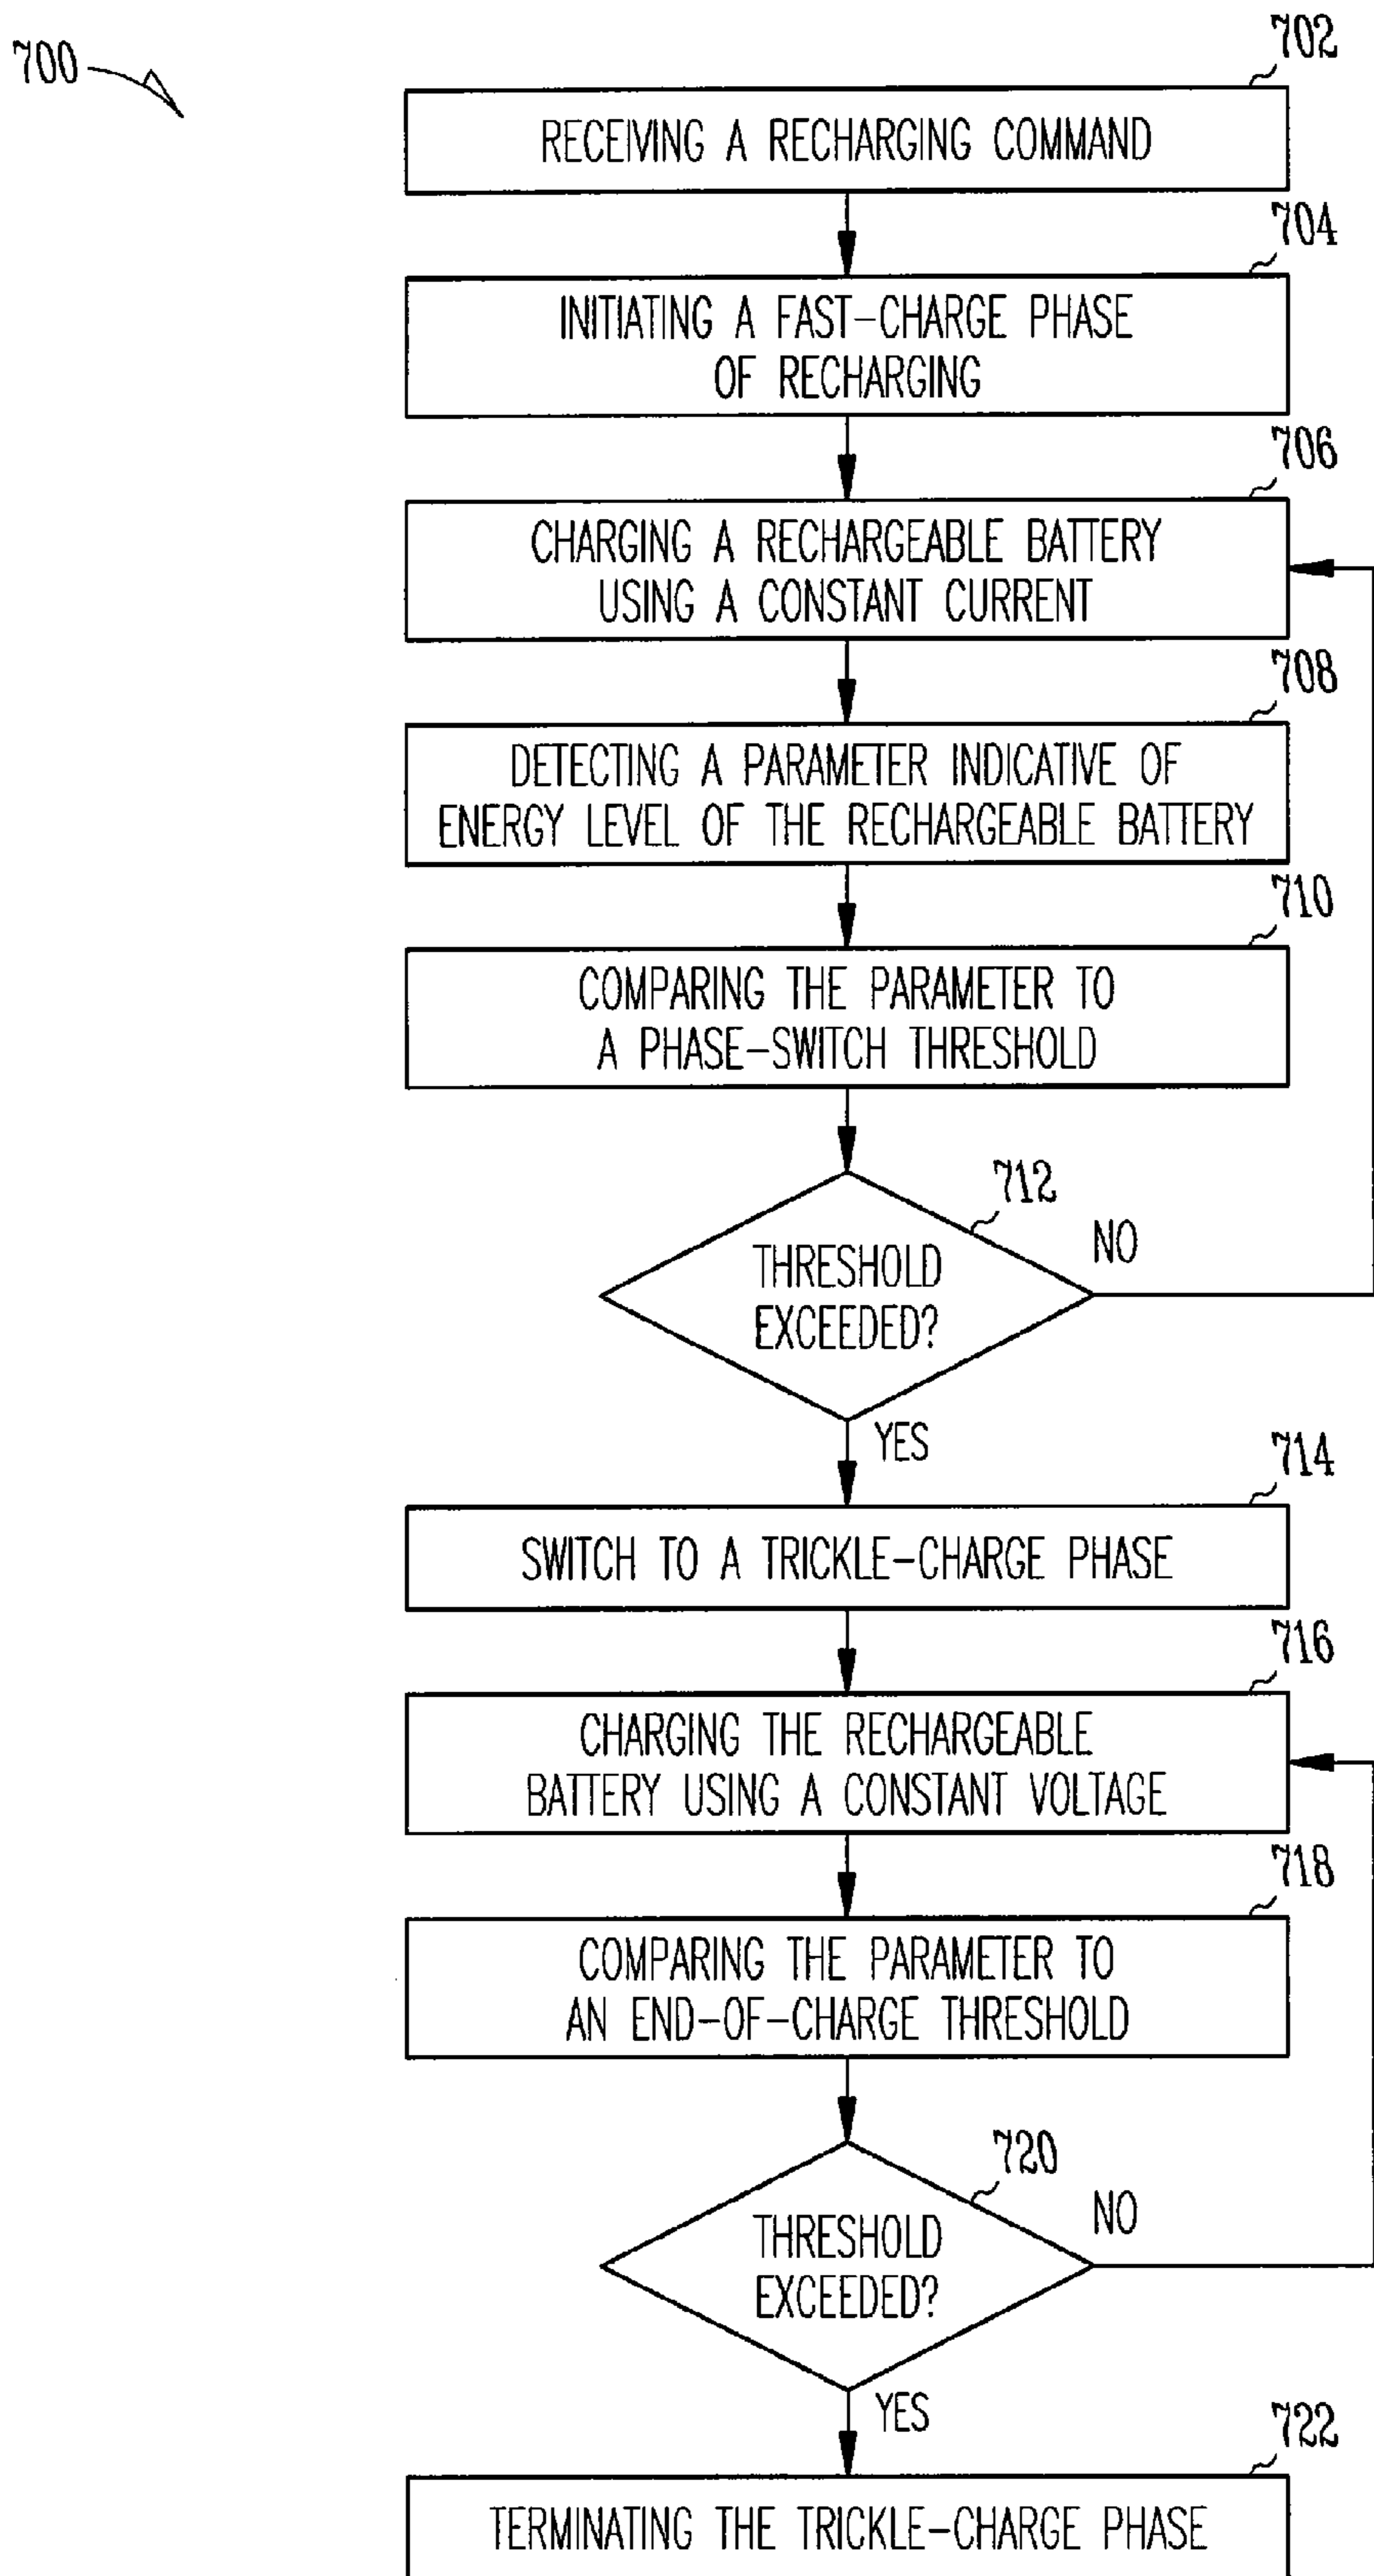 700
702
RECEIVING A RECHARGING COMMAND
704
INITIATING A FAST-CHARGE PHASE
OF RECHARGING
706
CHARGING A RECHARGEABLE BATTERY
USING A CONSTANT CURRENT
708
DETECTING A PARAMETER INDICATIVE OF
ENERGY LEVEL OF THE RECHARGEABLE BATTERY
710
COMPARING THE PARAMETER TO
A PHASE-SWITCH THRESHOLD
712
NO
THRESHOLD
EXCEEDED?
YES
714
SWITCH TO A TRICKLE-CHARGE PHASE
716
CHARGING THE RECHARGEABLE
BATTERY USING A CONSTANT VOLTAGE
718
COMPARING THE PARAMETER TO
AN END-OF-CHARGE THRESHOLD
720
NO
THRESHOLD
EXCEEDED?
YES
722
TERMINATING THE TRICKLE-CHARGE PHASE